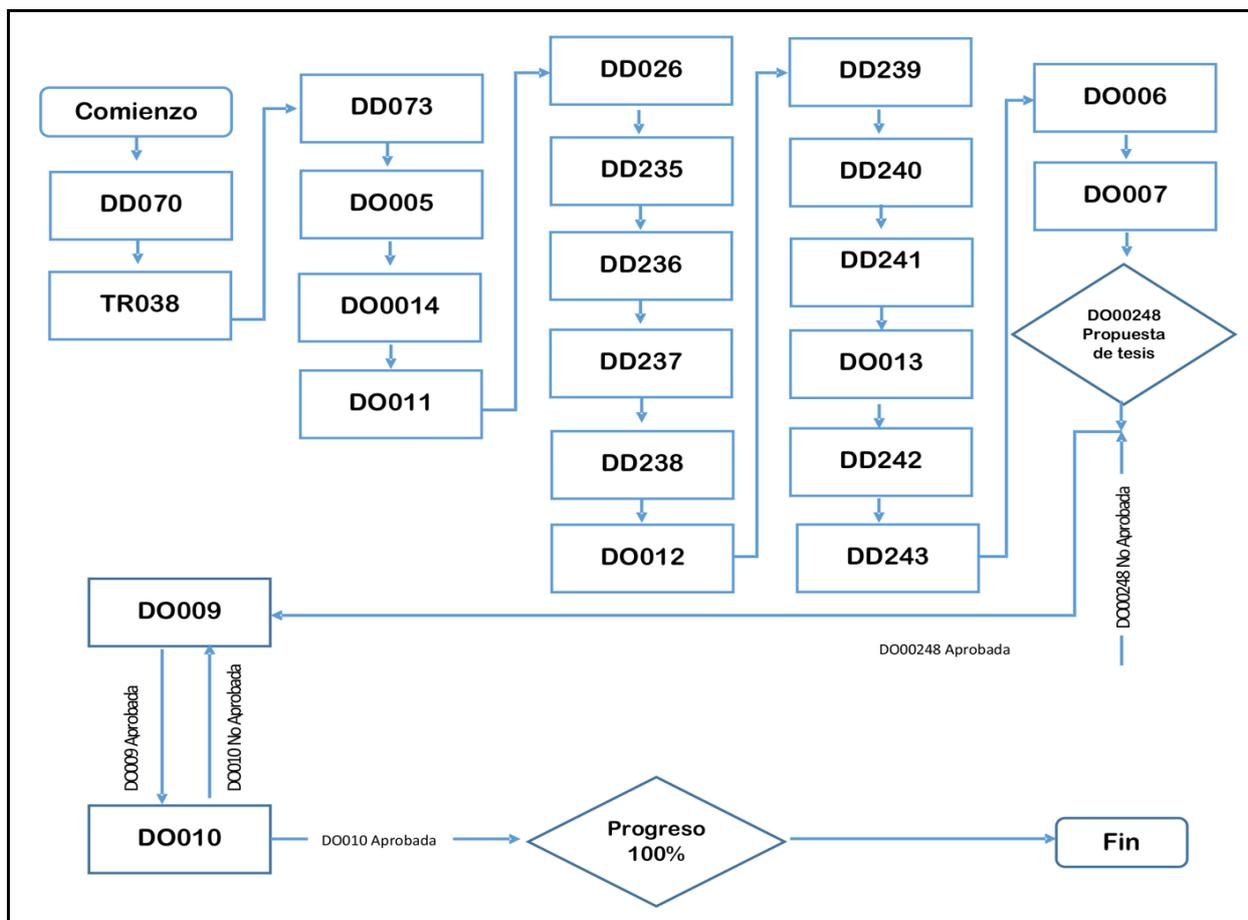 Comienzo
DD070
TR038
DD073
DO005
DO0014
DO011
DD026
DD235
DD236
DD237
DD238
DO012
DD239
DD240
DD241
DO013
DD242
DD243
DO006
DO007
DO00248
Propuesta
de tesis
DO00248 No Aprobada
DO00248 Aprobada
DO009
DO009 Aprobada
DO010 No Aprobada
DO010
DO010 Aprobada
Progreso
100%
Fin